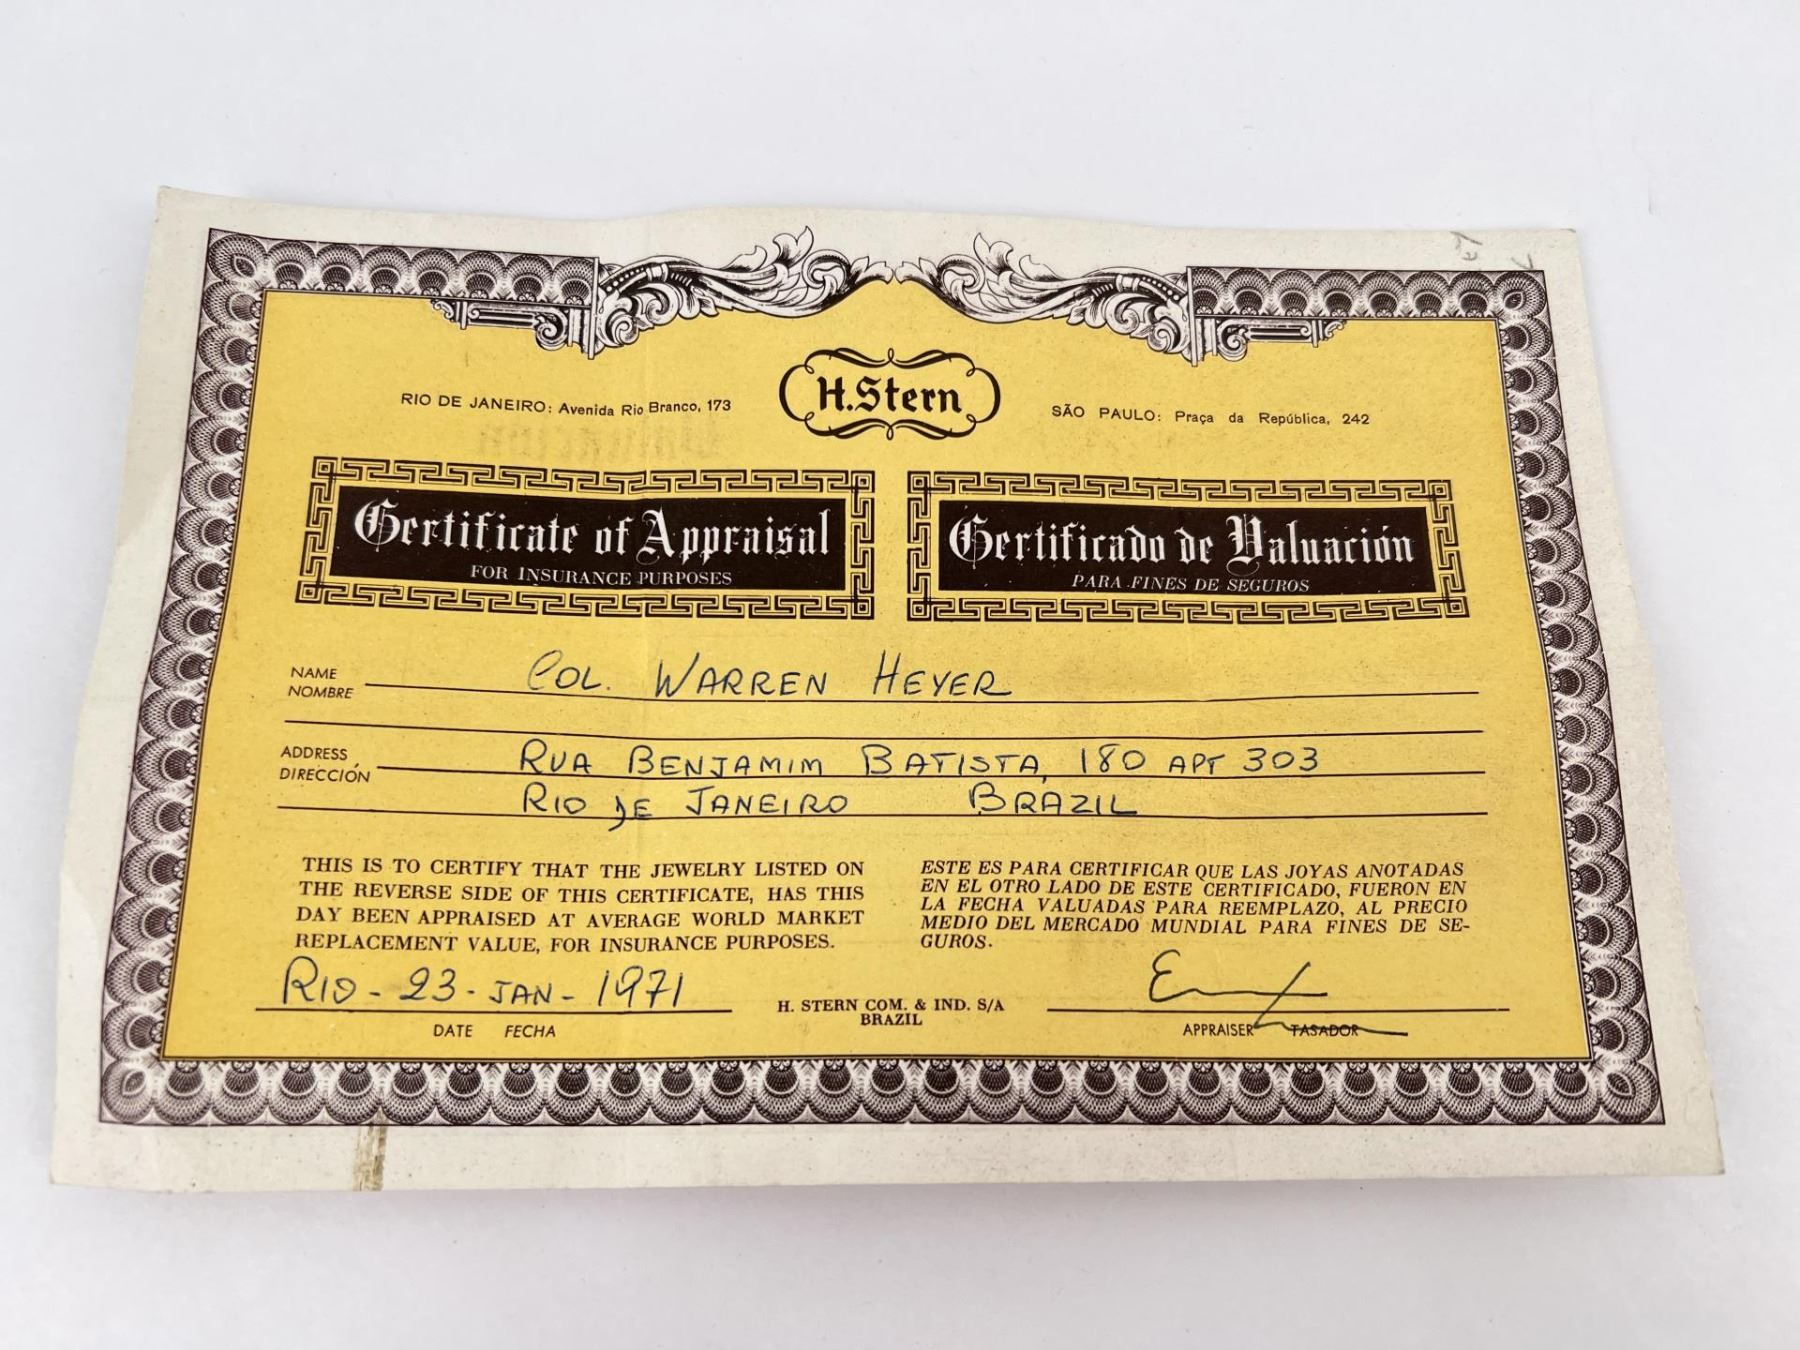 H.Stern
RIO DE JANEIRO: Avenida Rio Branco, 173
SÃO PAULO: Praça da República, 242
Certificate of Appraisal
FOR INSURANCE PURPOSES
Certificado de Valuación
PARA FINES DE SEGUROS
NAME
NOMBRE
COL. WARREN HEYER
ADDRESS
DIRECCIÓN
RUA BENJAMIM BATISTA, 180 APT 303
RIO DE JANEIRO BRAZIL
THIS IS TO CERTIFY THAT THE JEWELRY LISTED ON
THE REVERSE SIDE OF THIS CERTIFICATE, HAS THIS
DAY BEEN APPRAISED AT AVERAGE WORLD MARKET
REPLACEMENT VALUE, FOR INSURANCE PURPOSES.
ESTE ES PARA CERTIFICAR QUE LAS JOYAS ANOTADAS
EN EL OTRO LADO DE ESTE CERTIFICADO, FUERON EN
LA FECHA VALUADAS PARA REEMPLAZO, AL PRECIO
MEDIO DEL MERCADO MUNDIAL PARA FINES DE SE-
GUROS.
RIO - 23 - JAN - 1971
DATE FECHA
H. STERN COM. & IND. S/A
BRAZIL
APPRAISER TASADOR